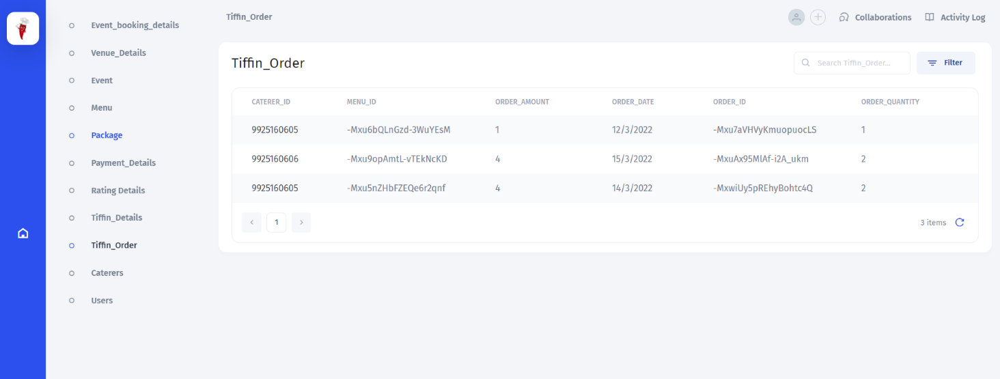 Event_booking_details
Venue_Details
Event
Menu
Package
Payment_Details
Rating Details
Tiffin_Details
Tiffin_Order
Caterers
Users
Tiffin_Order
Collaborations
Activity Log
Tiffin_Order
Search Tiffin_Order...
Filter
CATERER_ID MENU_ID ORDER_AMOUNT ORDER_DATE ORDER_ID ORDER_QUANTITY
9925160605 -Mxu6bQLnGzd-3WuYEsM 1 12/3/2022 -Mxu7aVHVyKmuopuocLS 1
9925160606 -Mxu9opAmtL-vTEkNcKD 4 15/3/2022 -MxuAx95MlAf-i2A_ukm 2
9925160605 -Mxu5nZHbFZEQe6r2qnf 4 14/3/2022 -MxwiUy5pREhyBohtc4Q 2
1
3 items